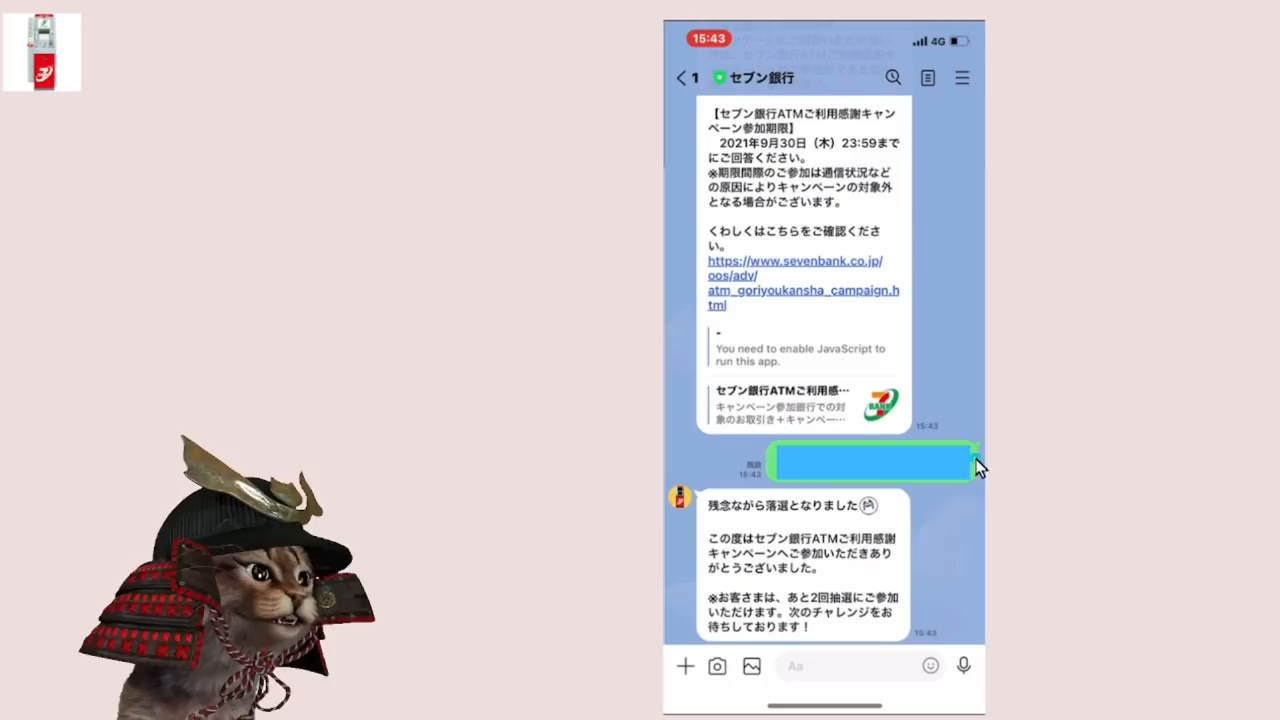 15:43
4G
1 セブン銀行
【セブン銀行ATMご利用感謝キャン
ペーン参加期限】
2021年9月30日（木）23:59まで
にご回答ください。
※期限間際のご参加は通信状況など
の原因によりキャンペーンの対象外
となる場合がございます。
くわしくはこちらをご確認くださ
い。
https://www.sevenbank.co.jp/
oos/adv/
atm_goriyoukansha_campaign.h
tml
-
You need to enable JavaScript to
run this app.
セブン銀行ATMご利用感…
キャンペーン参加銀行での対
象のお取引き＋キャンペー…
7
BANK
15:43
既読
15:43
残念ながら落選となりました
この度はセブン銀行ATMご利用感謝
キャンペーンへご参加いただきあり
がとうございました。
※お客さまは、あと2回抽選にご参加
いただけます。次のチャレンジをお
待ちしております！
15:43
Aa